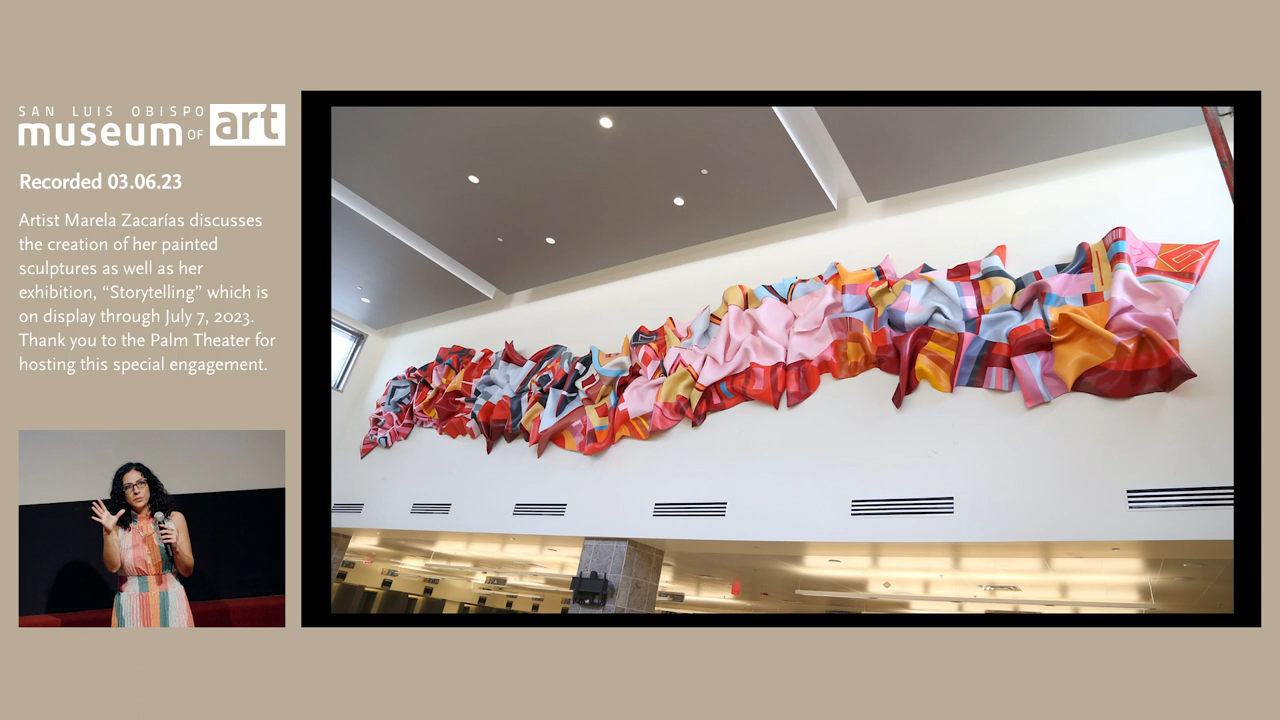 SAN LUIS OBISPO
museum OF art
Recorded 03.06.23
Artist Marela Zacarías discusses
the creation of her painted
sculptures as well as her
exhibition, “Storytelling” which is
on display through July 7, 2023.
Thank you to the Palm Theater for
hosting this special engagement.